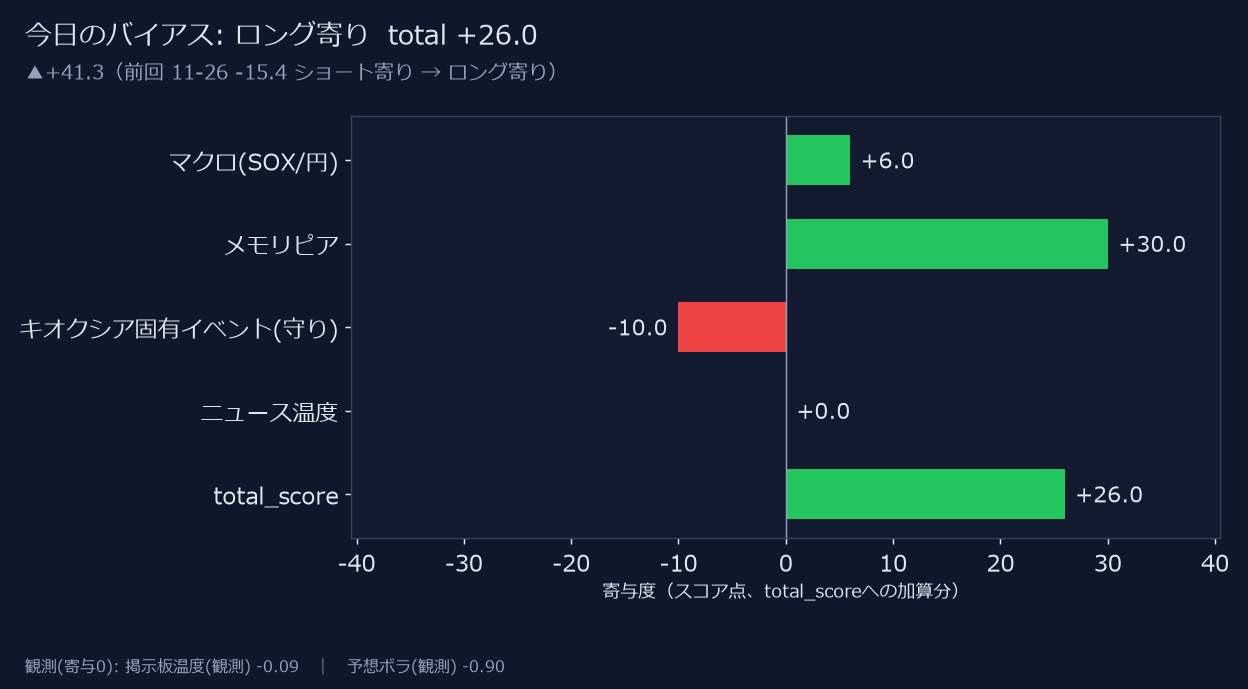 今日のバイアス: ロング寄り  total +26.0
▲+41.3（前回 11-26 -15.4 ショート寄り → ロング寄り）
マクロ(SOX/円)
+6.0
メモリピア
+30.0
キオクシア固有イベント(守り)
-10.0
ニュース温度
+0.0
total_score
+26.0
-40 -30 -20 -10 0 10 20 30 40
寄与度（スコア点、total_scoreへの加算分）
観測(寄与0): 掲示板温度(観測) -0.09 ｜ 予想ボラ(観測) -0.90